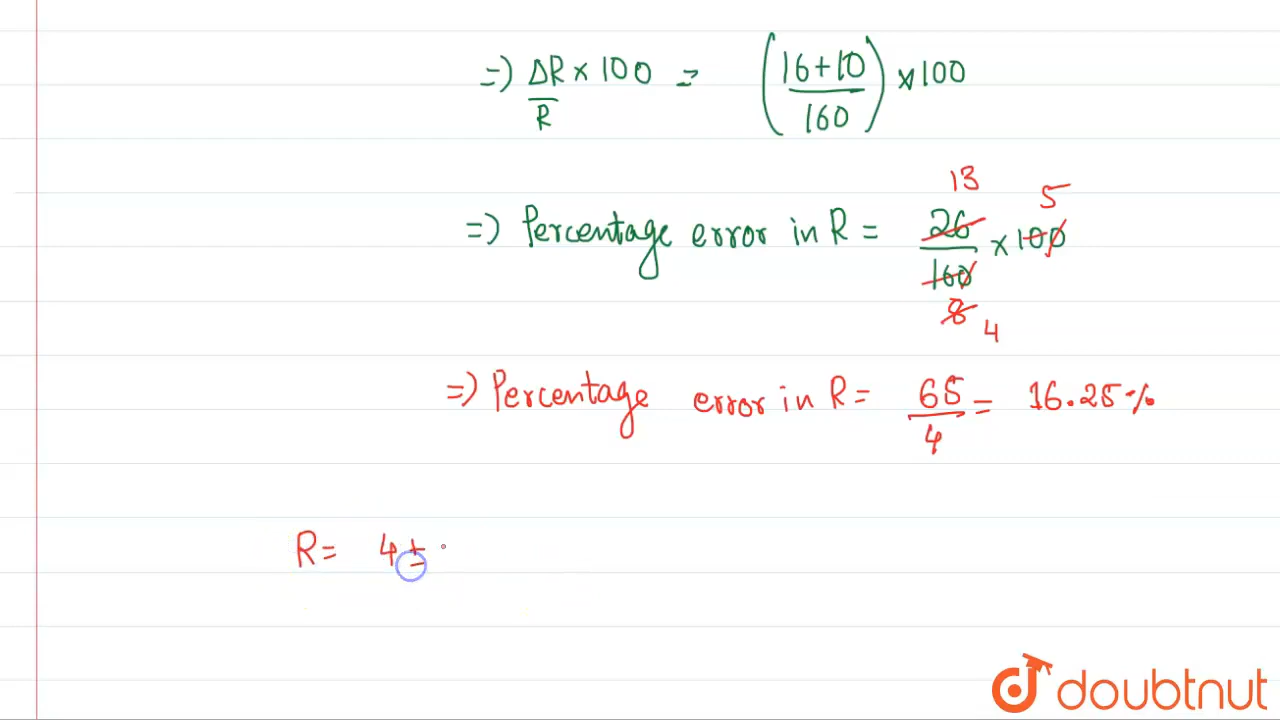 =) ΔR/R × 100 = (16+10/160) × 100
13 5
=) Percentage error in R = 26/160 × 100
8 4
=) Percentage error in R = 65/4 = 16.25%
R = 4 ±
doubtnut